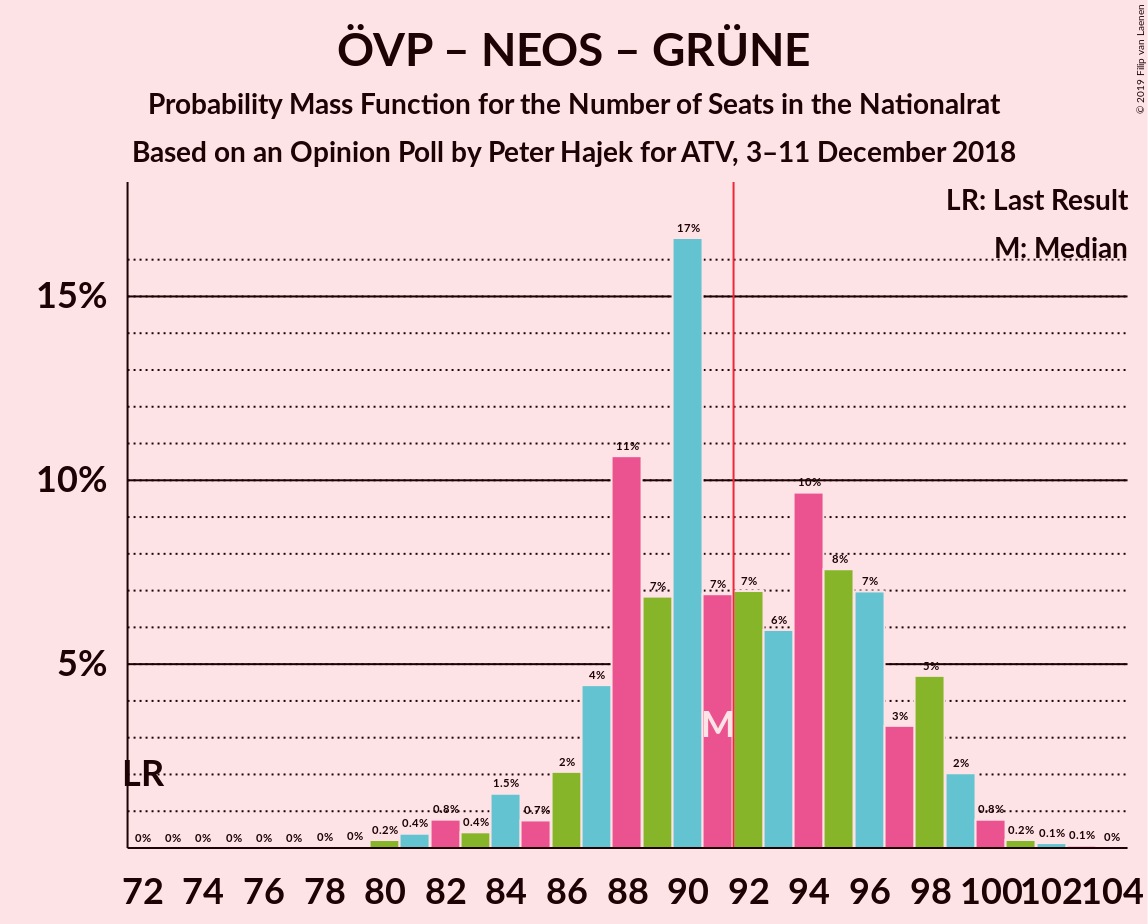 ÖVP – NEOS – GRÜNE
Probability Mass Function for the Number of Seats in the Nationalrat
Based on an Opinion Poll by Peter Hajek for ATV, 3–11 December 2018
© 2019 Filip van Laenen
LR: Last Result
M: Median
15%
10%
5%
LR
M
0% 0% 0% 0% 0% 0% 0% 0% 0.2% 0.4% 0.8% 0.4% 1.5% 0.7% 2% 4% 11% 7% 17% 7% 7% 6% 10% 8% 7% 3% 5% 2% 0.8% 0.2% 0.1% 0.1% 0%
72 74 76 78 80 82 84 86 88 90 92 94 96 98 100 102 104